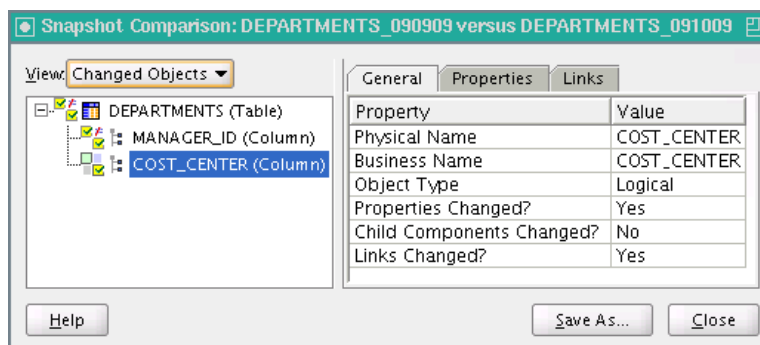 Snapshot Comparison: DEPARTMENTS_090909 versus DEPARTMENTS_091009
View: Changed Objects
General Properties Links
DEPARTMENTS (Table)
MANAGER_ID (Column)
COST_CENTER (Column)
Property Value
Physical Name COST_CENTER
Business Name COST_CENTER
Object Type Logical
Properties Changed? Yes
Child Components Changed? No
Links Changed? Yes
Help Save As... Close